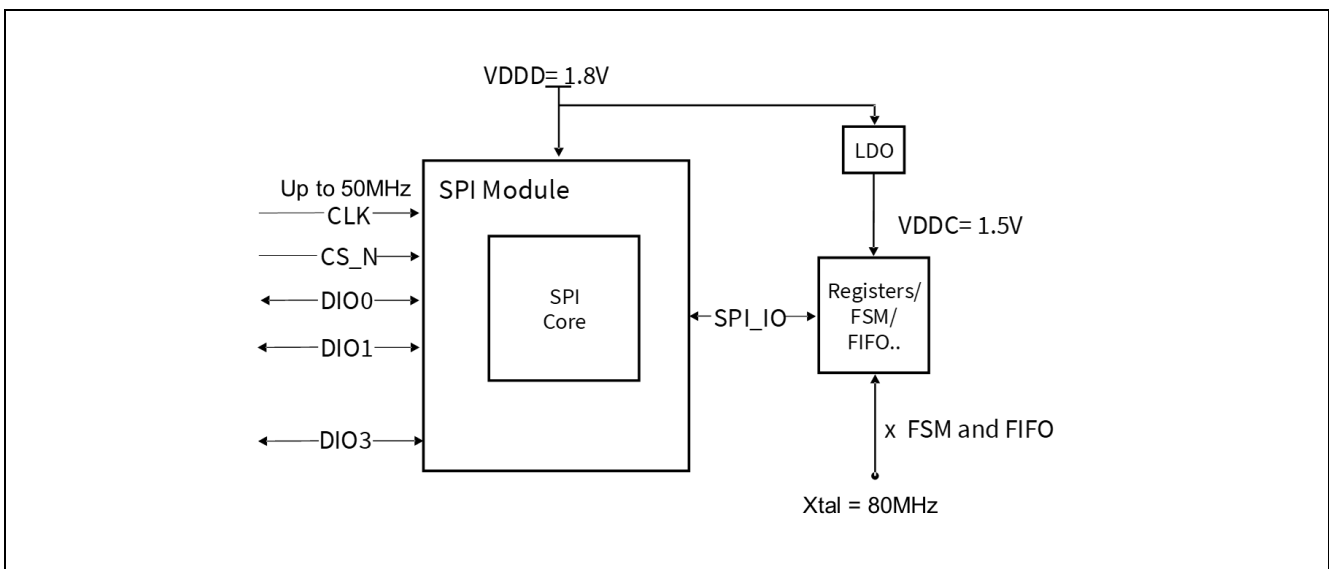 VDDD= 1.8V
LDO
Up to 50MHz
SPI Module
CLK
VDDC= 1.5V
CS_N
SPI
Core
DIO0
DIO1
DIO3
SPI_IO
Registers/
FSM/
FIFO..
x FSM and FIFO
Xtal = 80MHz